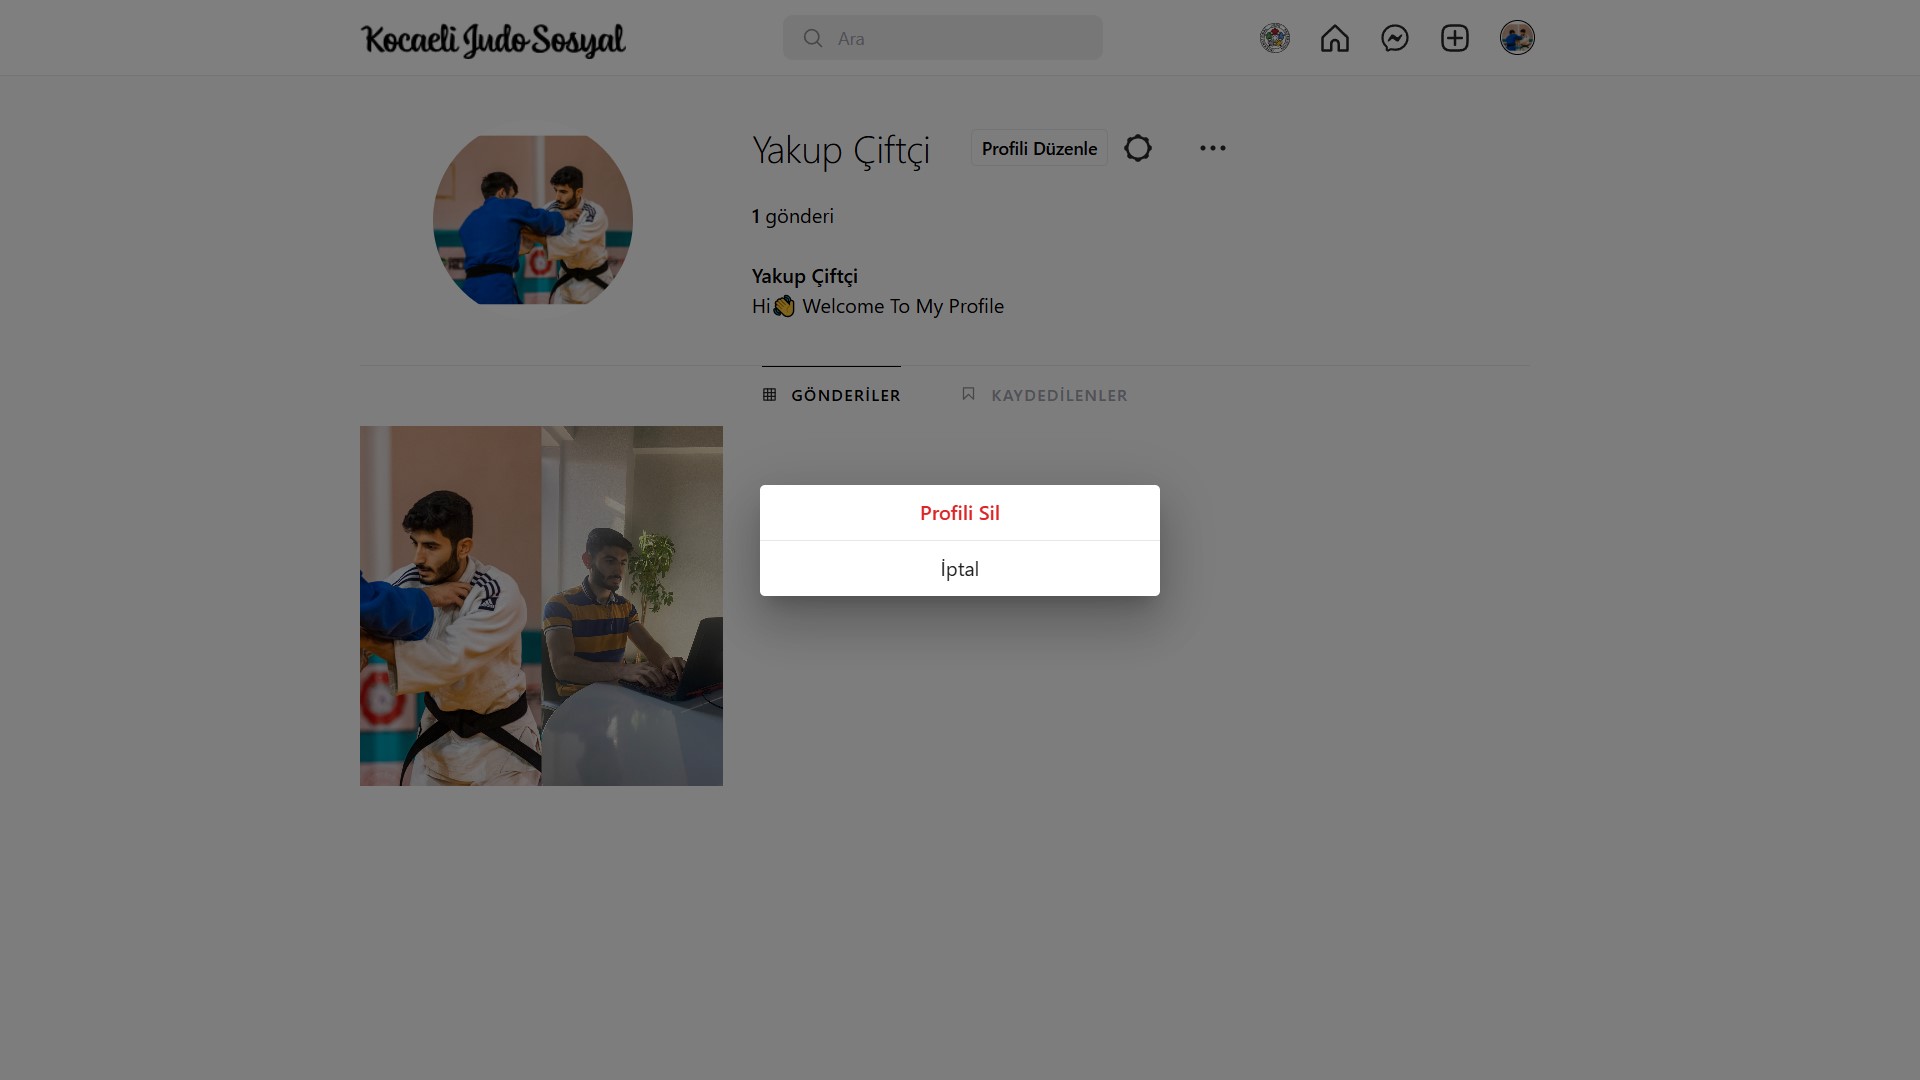 Kocaeli Judo Sosyal
Ara
Yakup Çiftçi
Profili Düzenle
1 gönderi
Yakup Çiftçi
Hi👋 Welcome To My Profile
GÖNDERİLER
KAYDEDİLENLER
Profili Sil
İptal